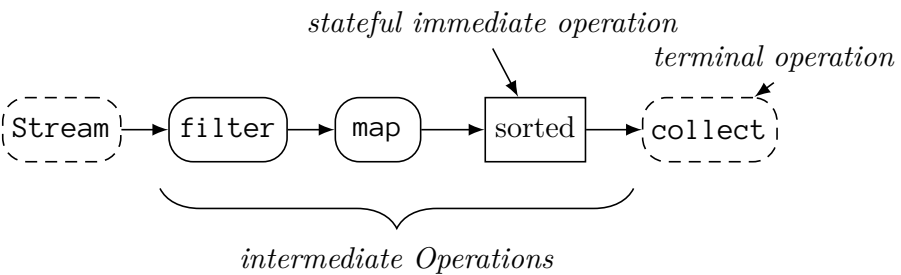 stateful immediate operation
terminal operation
Stream filter map sorted collect
intermediate Operations